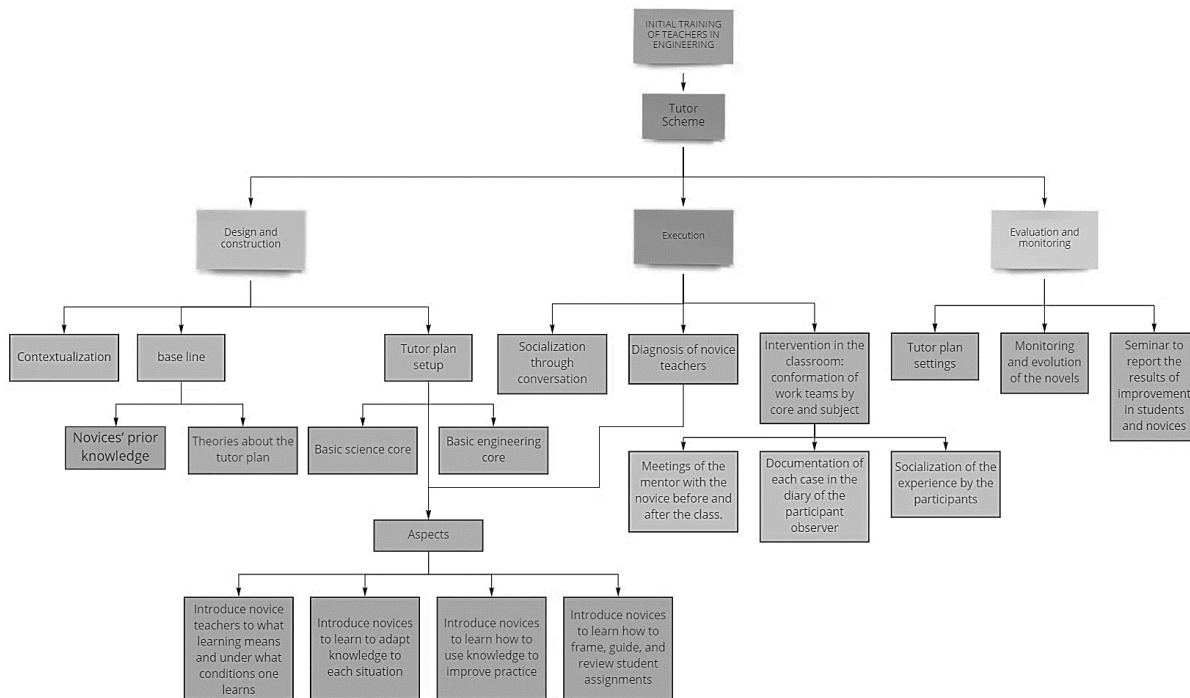 INITIAL TRAINING
OF TEACHERS IN
ENGINEERING
Tutor
Scheme
Design and
construction
Execution
Evaluation and
monitoring
Contextualization
base line
Tutor plan
setup
Socialization
through
conversation
Diagnosis of novice
teachers
Intervention in the
classroom:
conformation of
work teams by
core and subject
Tutor plan
settings
Monitoring
and evolution
of the novels
Seminar to
report the
results of
improvement
in students
and novices
Novices’ prior
knowledge
Theories about the
tutor plan
Basic science core
Basic engineering
core
Meetings of the
mentor with the
novice before and
after the class.
Documentation of
each case in the
diary of the
participant
observer
Socialization of the
experience by the
participants
Aspects
Introduce novice
teachers to what
learning means
and under what
conditions one
learns
Introduce novices
to learn to adapt
knowledge to
each situation
Introduce novices
to learn how to
use knowledge to
improve practice
Introduce novices
to learn how to
frame, guide, and
review student
assignments